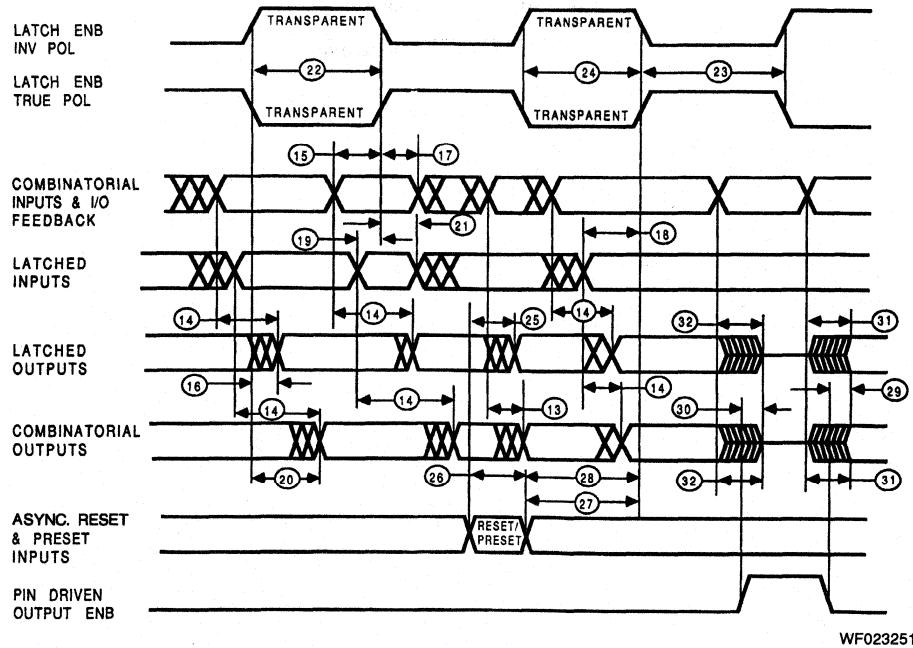 LATCH ENB
INV POL
TRANSPARENT
TRANSPARENT
22
24
23
LATCH ENB
TRUE POL
TRANSPARENT
TRANSPARENT
15
17
COMBINATORIAL
INPUTS & I/O
FEEDBACK
21
18
19
LATCHED
INPUTS
14
14
25
14
32
31
LATCHED
OUTPUTS
16
14
29
14
14
13
30
COMBINATORIAL
OUTPUTS
20
26
28
32
31
27
ASYNC. RESET
& PRESET
INPUTS
RESET/
PRESET
PIN DRIVEN
OUTPUT ENB
WF023251